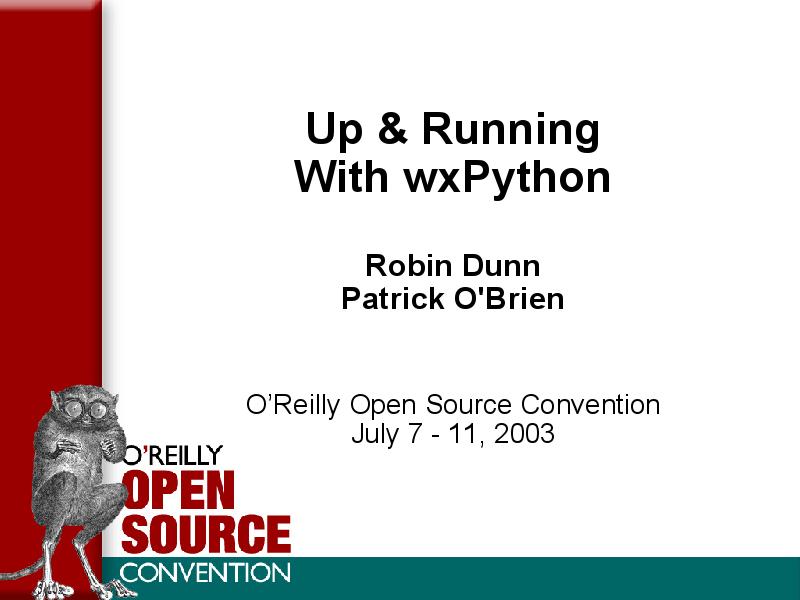 Up & Running
With wxPython
Robin Dunn
Patrick O'Brien
O’Reilly Open Source Convention
July 7 - 11, 2003
O’REILLY
OPEN
SOURCE
CONVENTION